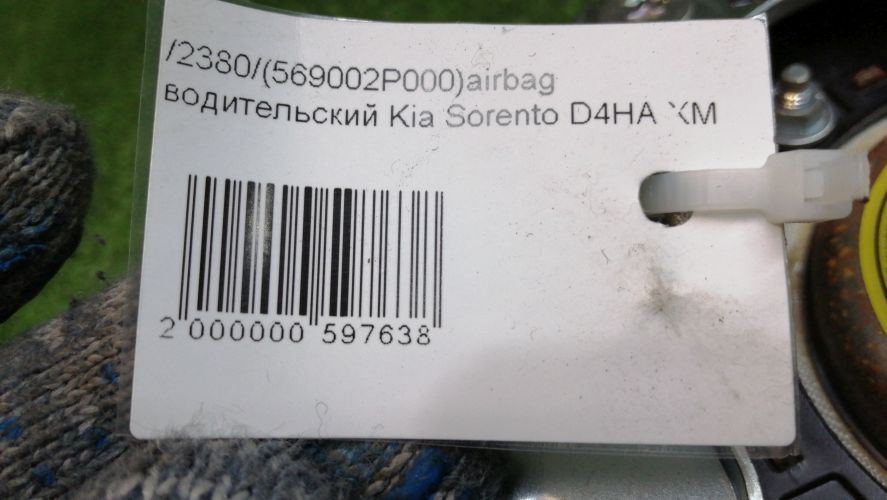 /2380/(569002P000)airbag
водительский Kia Sorento D4HA XM
2 000000 597638